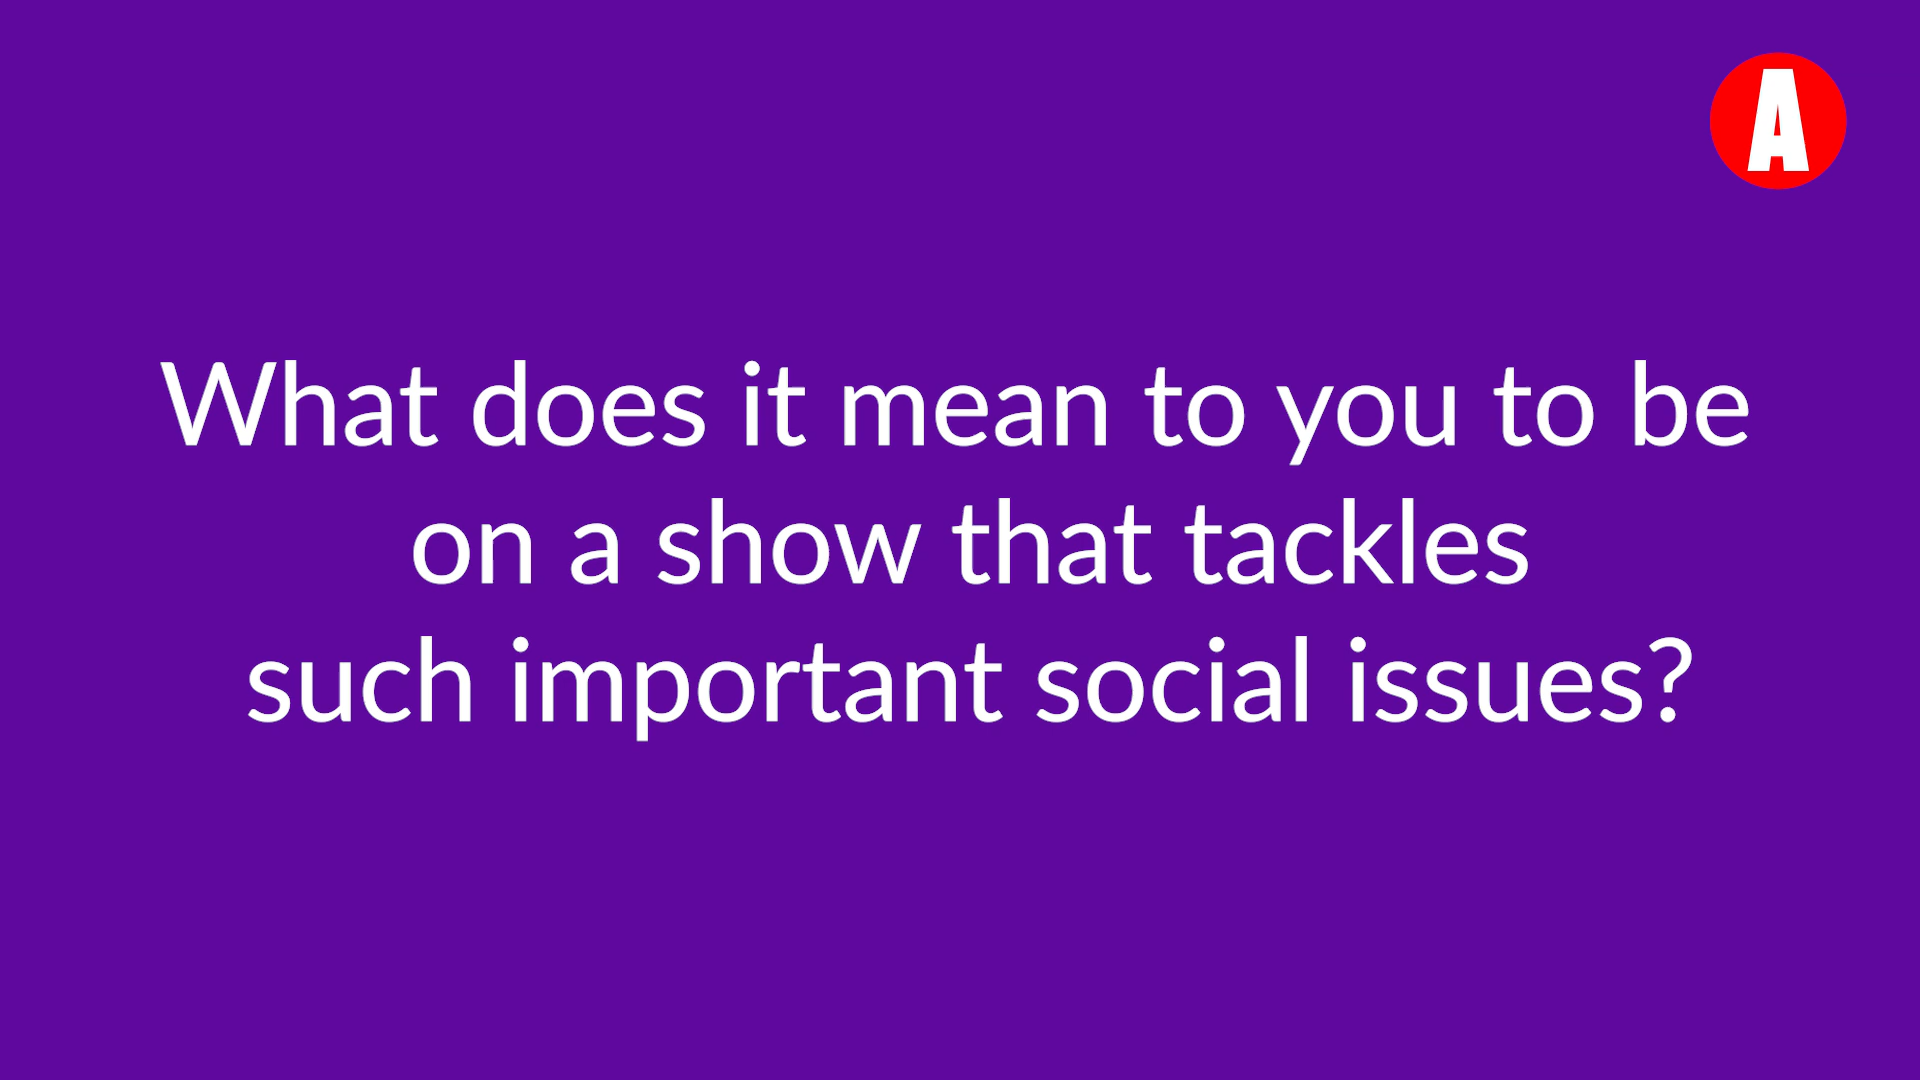 A
What does it mean to you to be
on a show that tackles
such important social issues?